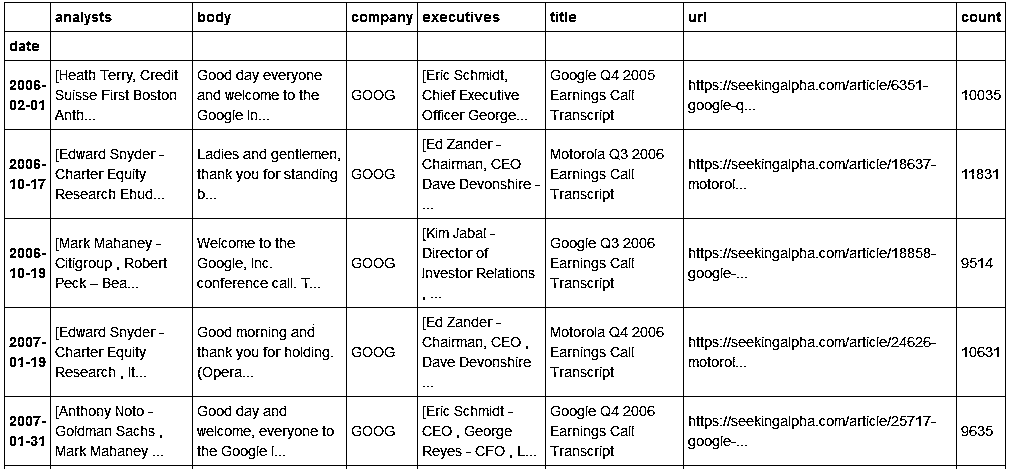 analysts body company executives title url count
date
2006-02-01 [Heath Terry, Credit Suisse First Boston Anth... Good day everyone and welcome to the Google In... GOOG [Eric Schmidt, Chief Executive Officer George... Google Q4 2005 Earnings Call Transcript https://seekingalpha.com/article/6351-google-q... 10035
2006-10-17 [Edward Snyder - Charter Equity Research Ehud... Ladies and gentlemen, thank you for standing b... GOOG [Ed Zander - Chairman, CEO Dave Devonshire - ... Motorola Q3 2006 Earnings Call Transcript https://seekingalpha.com/article/18637-motorol... 11831
2006-10-19 [Mark Mahaney - Citigroup , Robert Peck – Bea... Welcome to the Google, Inc. conference call. T... GOOG [Kim Jabal - Director of Investor Relations , ... Google Q3 2006 Earnings Call Transcript https://seekingalpha.com/article/18858-google-... 9514
2007-01-19 [Edward Snyder - Charter Equity Research , It... Good morning and thank you for holding. (Opera... GOOG [Ed Zander - Chairman, CEO , Dave Devonshire ... Motorola Q4 2006 Earnings Call Transcript https://seekingalpha.com/article/24626-motorol... 10631
2007-01-31 [Anthony Noto - Goldman Sachs , Mark Mahaney ... Good day and welcome, everyone to the Google I... GOOG [Eric Schmidt - CEO , George Reyes - CFO , L... Google Q4 2006 Earnings Call Transcript https://seekingalpha.com/article/25717-google-... 9635